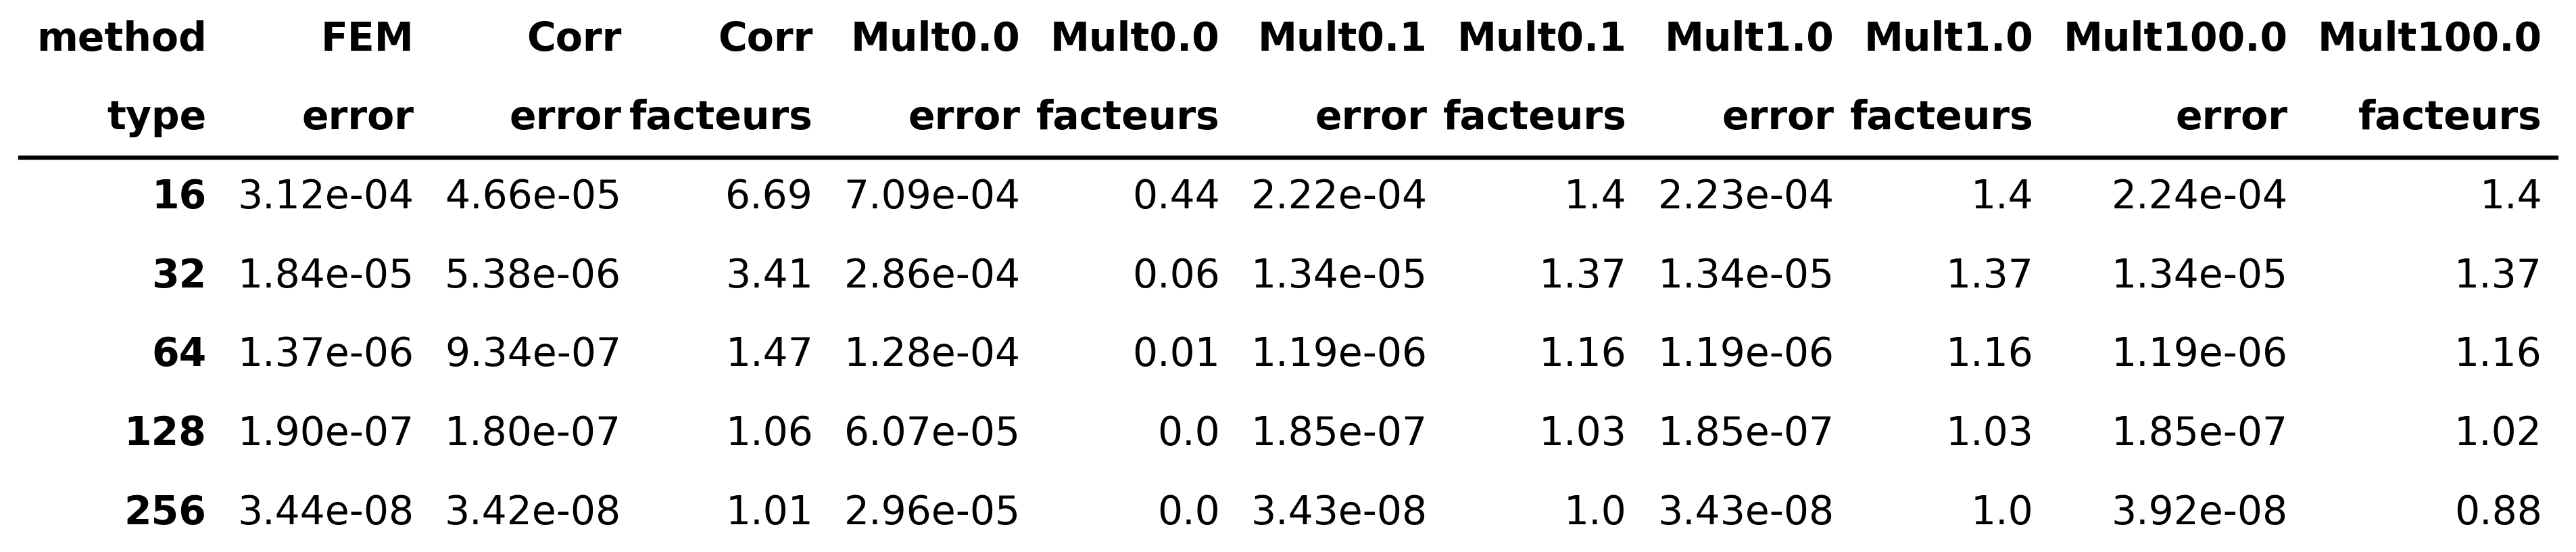 method FEM Corr Corr Mult0.0 Mult0.0 Mult0.1 Mult0.1 Mult1.0 Mult1.0 Mult100.0 Mult100.0
type error error facteurs error facteurs error facteurs error facteurs error facteurs
16 3.12e-04 4.66e-05 6.69 7.09e-04 0.44 2.22e-04 1.4 2.23e-04 1.4 2.24e-04 1.4
32 1.84e-05 5.38e-06 3.41 2.86e-04 0.06 1.34e-05 1.37 1.34e-05 1.37 1.34e-05 1.37
64 1.37e-06 9.34e-07 1.47 1.28e-04 0.01 1.19e-06 1.16 1.19e-06 1.16 1.19e-06 1.16
128 1.90e-07 1.80e-07 1.06 6.07e-05 0.0 1.85e-07 1.03 1.85e-07 1.03 1.85e-07 1.02
256 3.44e-08 3.42e-08 1.01 2.96e-05 0.0 3.43e-08 1.0 3.43e-08 1.0 3.92e-08 0.88